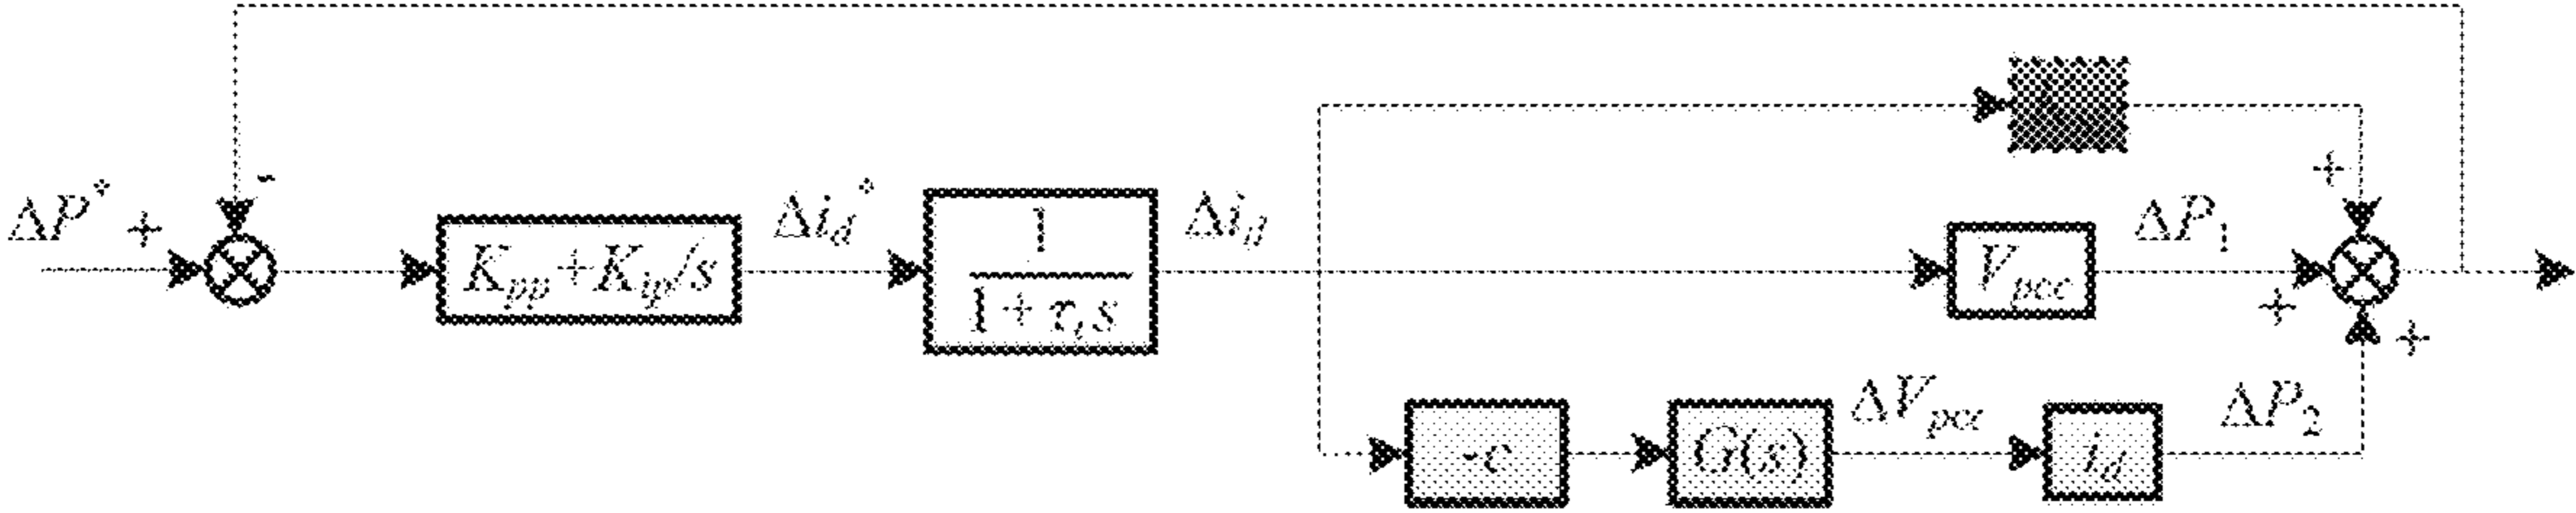 ΔP* +
-
K_pp+K_ip/s
Δi_d*
1
1+τ_i s
Δi_d
+
V_pcc
ΔP_1
+
-c
G(s)
ΔV_pcc
i_d
ΔP_2
+